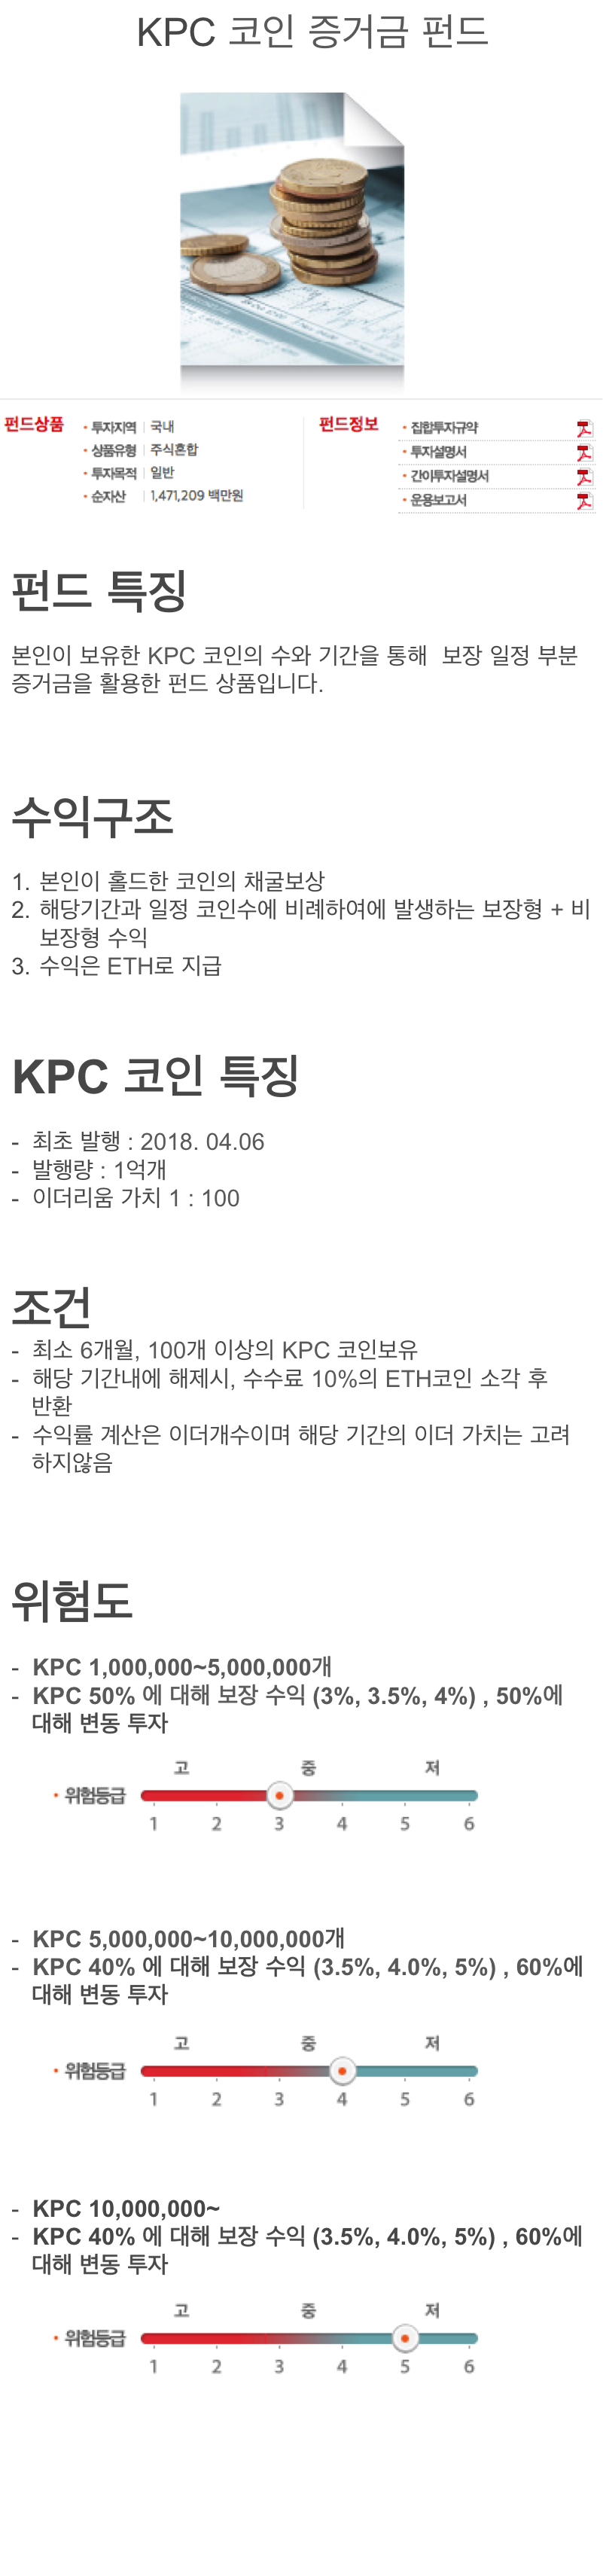 KPC 코인 증거금 펀드
펀드상품
• 투자지역 | 국내
• 상품유형 | 주식혼합
• 투자목적 | 일반
• 순자산 | 1,471,209 백만원
펀드정보
• 집합투자규약
• 투자설명서
• 간이투자설명서
• 운용보고서
펀드 특징
본인이 보유한 KPC 코인의 수와 기간을 통해 보장 일정 부분
증거금을 활용한 펀드 상품입니다.
수익구조
1. 본인이 홀드한 코인의 채굴보상
2. 해당기간과 일정 코인수에 비례하여에 발생하는 보장형 + 비
보장형 수익
3. 수익은 ETH로 지급
KPC 코인 특징
- 최초 발행 : 2018. 04.06
- 발행량 : 1억개
- 이더리움 가치 1 : 100
조건
- 최소 6개월, 100개 이상의 KPC 코인보유
- 해당 기간내에 해제시, 수수료 10%의 ETH코인 소각 후
반환
- 수익률 계산은 이더개수이며 해당 기간의 이더 가치는 고려
하지않음
위험도
- KPC 1,000,000~5,000,000개
- KPC 50% 에 대해 보장 수익 (3%, 3.5%, 4%) , 50%에
대해 변동 투자
고 중 저
• 위험등급
1 2 3 4 5 6
- KPC 5,000,000~10,000,000개
- KPC 40% 에 대해 보장 수익 (3.5%, 4.0%, 5%) , 60%에
대해 변동 투자
고 중 저
• 위험등급
1 2 3 4 5 6
- KPC 10,000,000~
- KPC 40% 에 대해 보장 수익 (3.5%, 4.0%, 5%) , 60%에
대해 변동 투자
고 중 저
• 위험등급
1 2 3 4 5 6